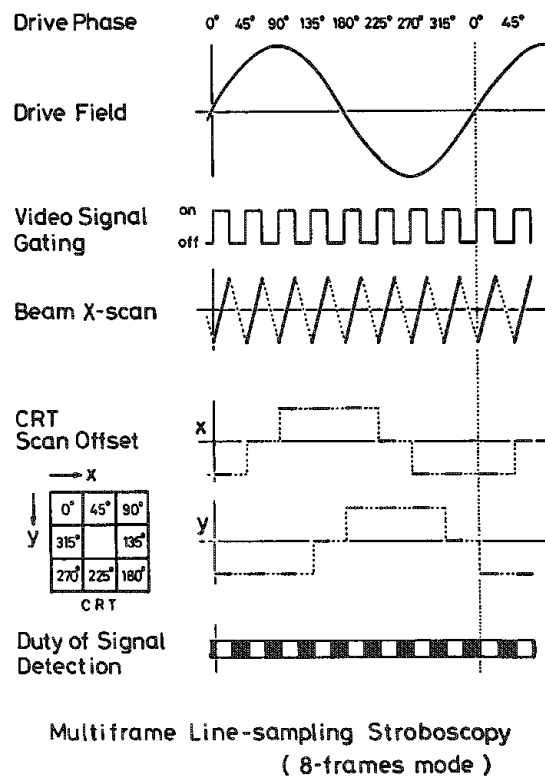 Drive Phase 0° 45° 90° 135° 180° 225° 270° 315° 0° 45°
Drive Field
Video Signal Gating
on
off
Beam X-scan
CRT
Scan Offset
x
x
y
0° 45° 90°
315° 135°
270° 225° 180°
CRT
y
Duty of Signal
Detection
Multiframe Line-sampling Stroboscopy
( 8-frames mode )